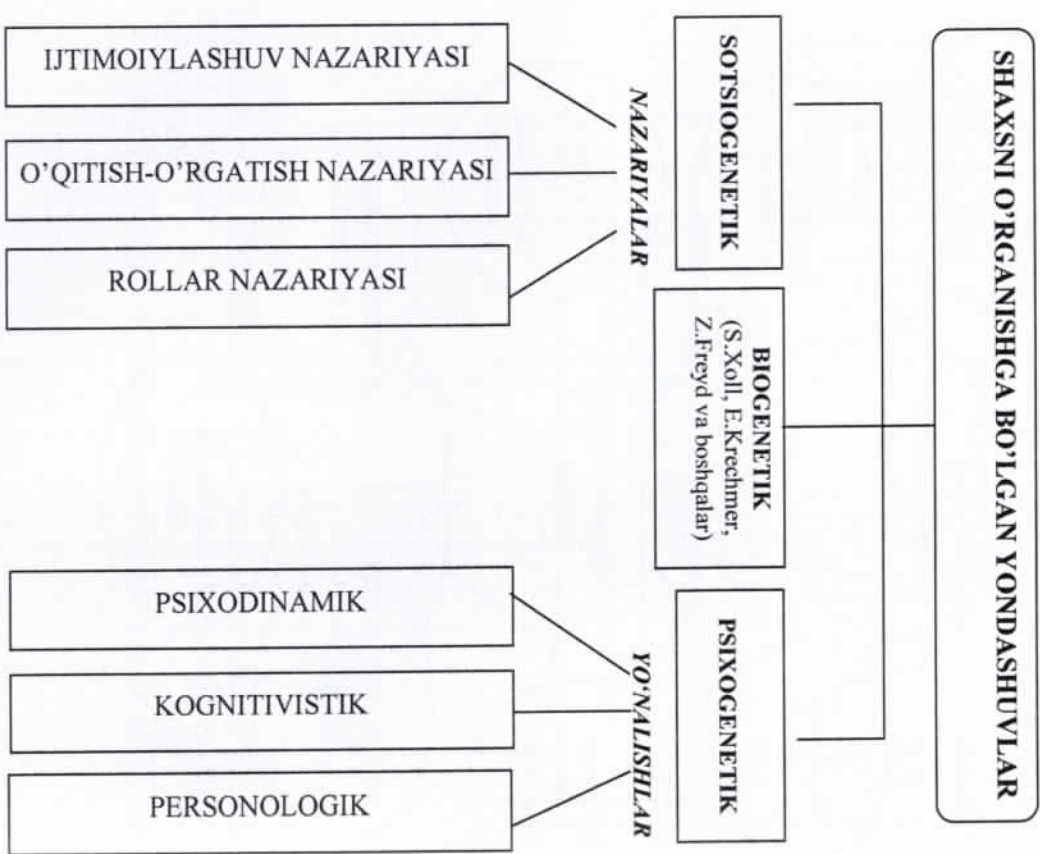 SHAXSNI O'RGANISHGA BO'LGAN YONDASHUVLAR
SOTSIOGENETIK
BIOGENETIK
(S.Xoll, E.Krechmer,
Z.Freyd va boshqalar)
PSIXOGENETIK
NAZARIYALAR
IJTIMOIYLASHUV NAZARIYASI
O'QITISH-O'RGATISH NAZARIYASI
ROLLAR NAZARIYASI
YO'NALISHLAR
PSIXODINAMIK
KOGNITIVISTIK
PERSONOLOGIK